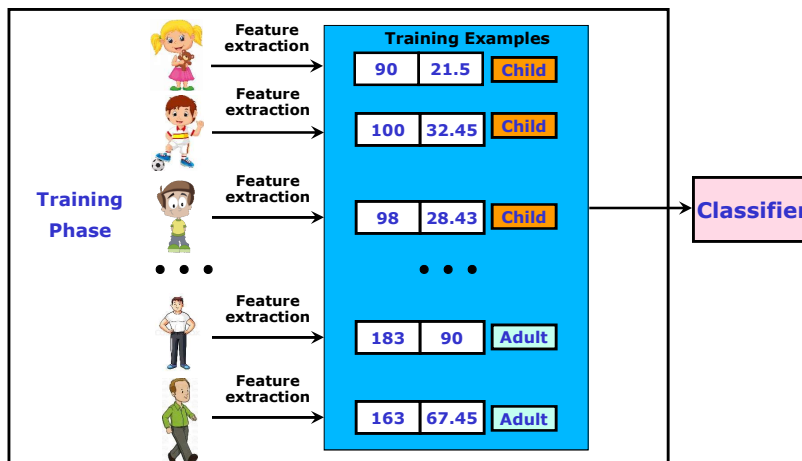 Feature
extraction
Training Examples
90 21.5 Child
Feature
extraction
100 32.45 Child
Training
Phase
Feature
extraction
98 28.43 Child
Classifier
• • • • • •
Feature
extraction
183 90 Adult
Feature
extraction
163 67.45 Adult